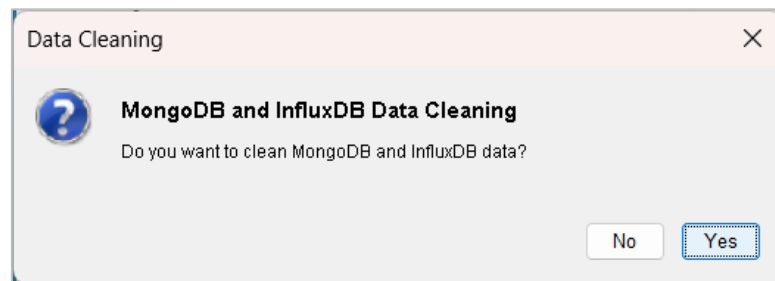 Data Cleaning
MongoDB and InfluxDB Data Cleaning
Do you want to clean MongoDB and InfluxDB data?
No
Yes